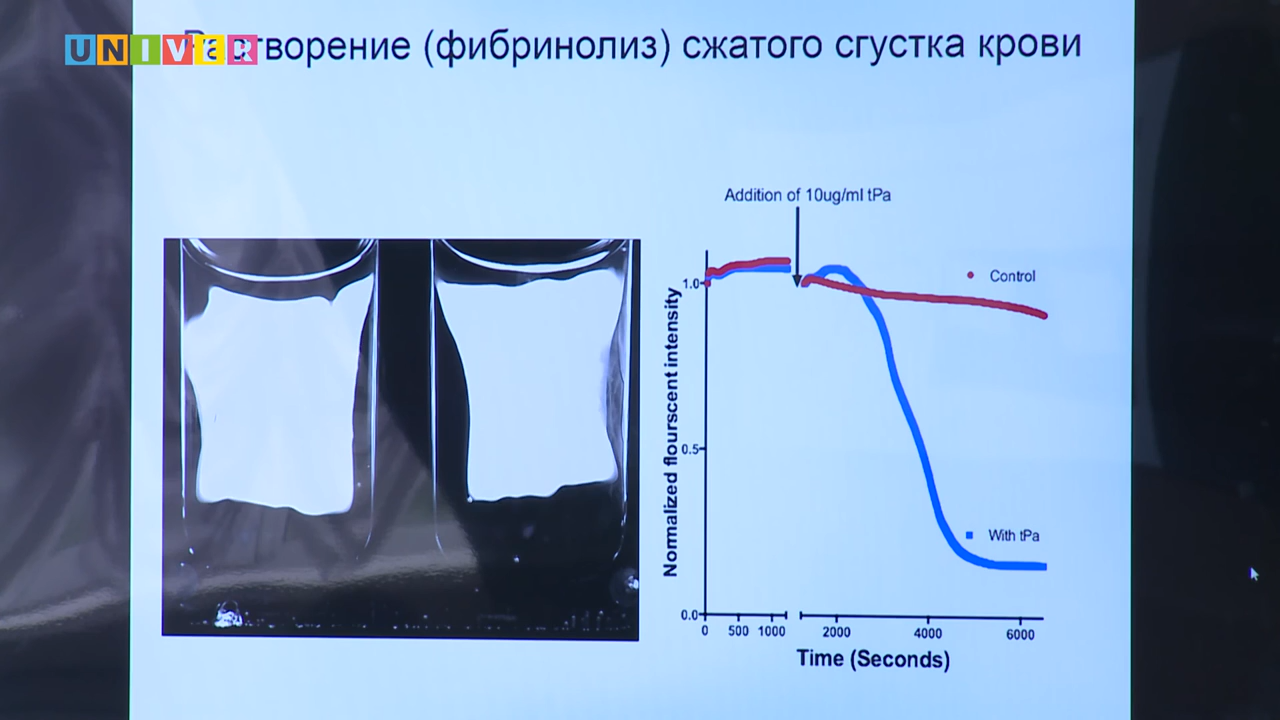 UNIVER
Растворение (фибринолиз) сжатого сгустка крови
Addition of 10ug/ml tPa
Control
With tPa
Normalized flourscent intensity
1.0
0.5
0.0
0 500 1000 2000 4000 6000
Time (Seconds)